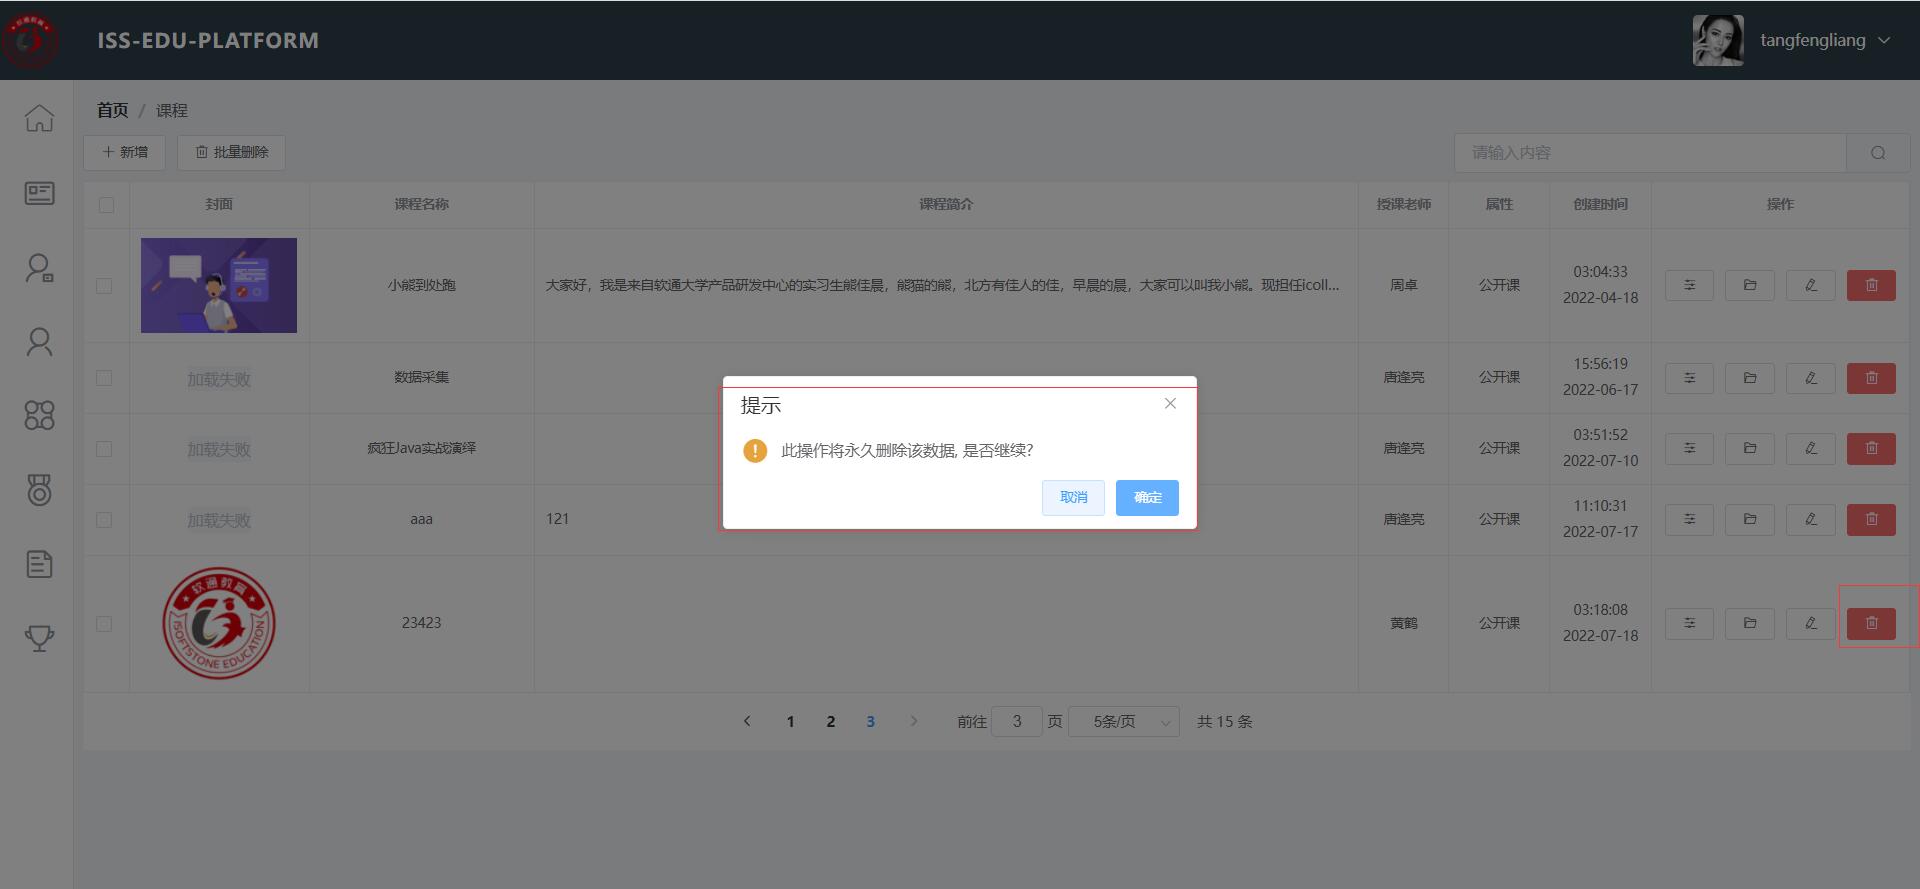 ISS-EDU-PLATFORM
tangfengliang
首页 / 课程
新增 批量删除 请输入内容
封面 课程名称 课程简介 授课老师 属性 创建时间 操作
小熊到处跑 大家好，我是来自软通大学产品研发中心的实习生熊佳晨，熊猫的熊，北方有佳人的佳，早晨的晨，大家可以叫我小熊。现担任icoll... 周卓 公开课 03:04:33
2022-04-18
加载失败 数据采集 唐逢亮 公开课 15:56:19
2022-06-17
加载失败 疯狂Java实战演绎 唐逢亮 公开课 03:51:52
2022-07-10
加载失败 aaa 121 唐逢亮 公开课 11:10:31
2022-07-17
软通教育
ISOFTSTONE EDUCATION
23423 黄鹤 公开课 03:18:08
2022-07-18
提示
此操作将永久删除该数据, 是否继续?
取消 确定
1 2 3 前往 3 页 5条/页 共 15 条